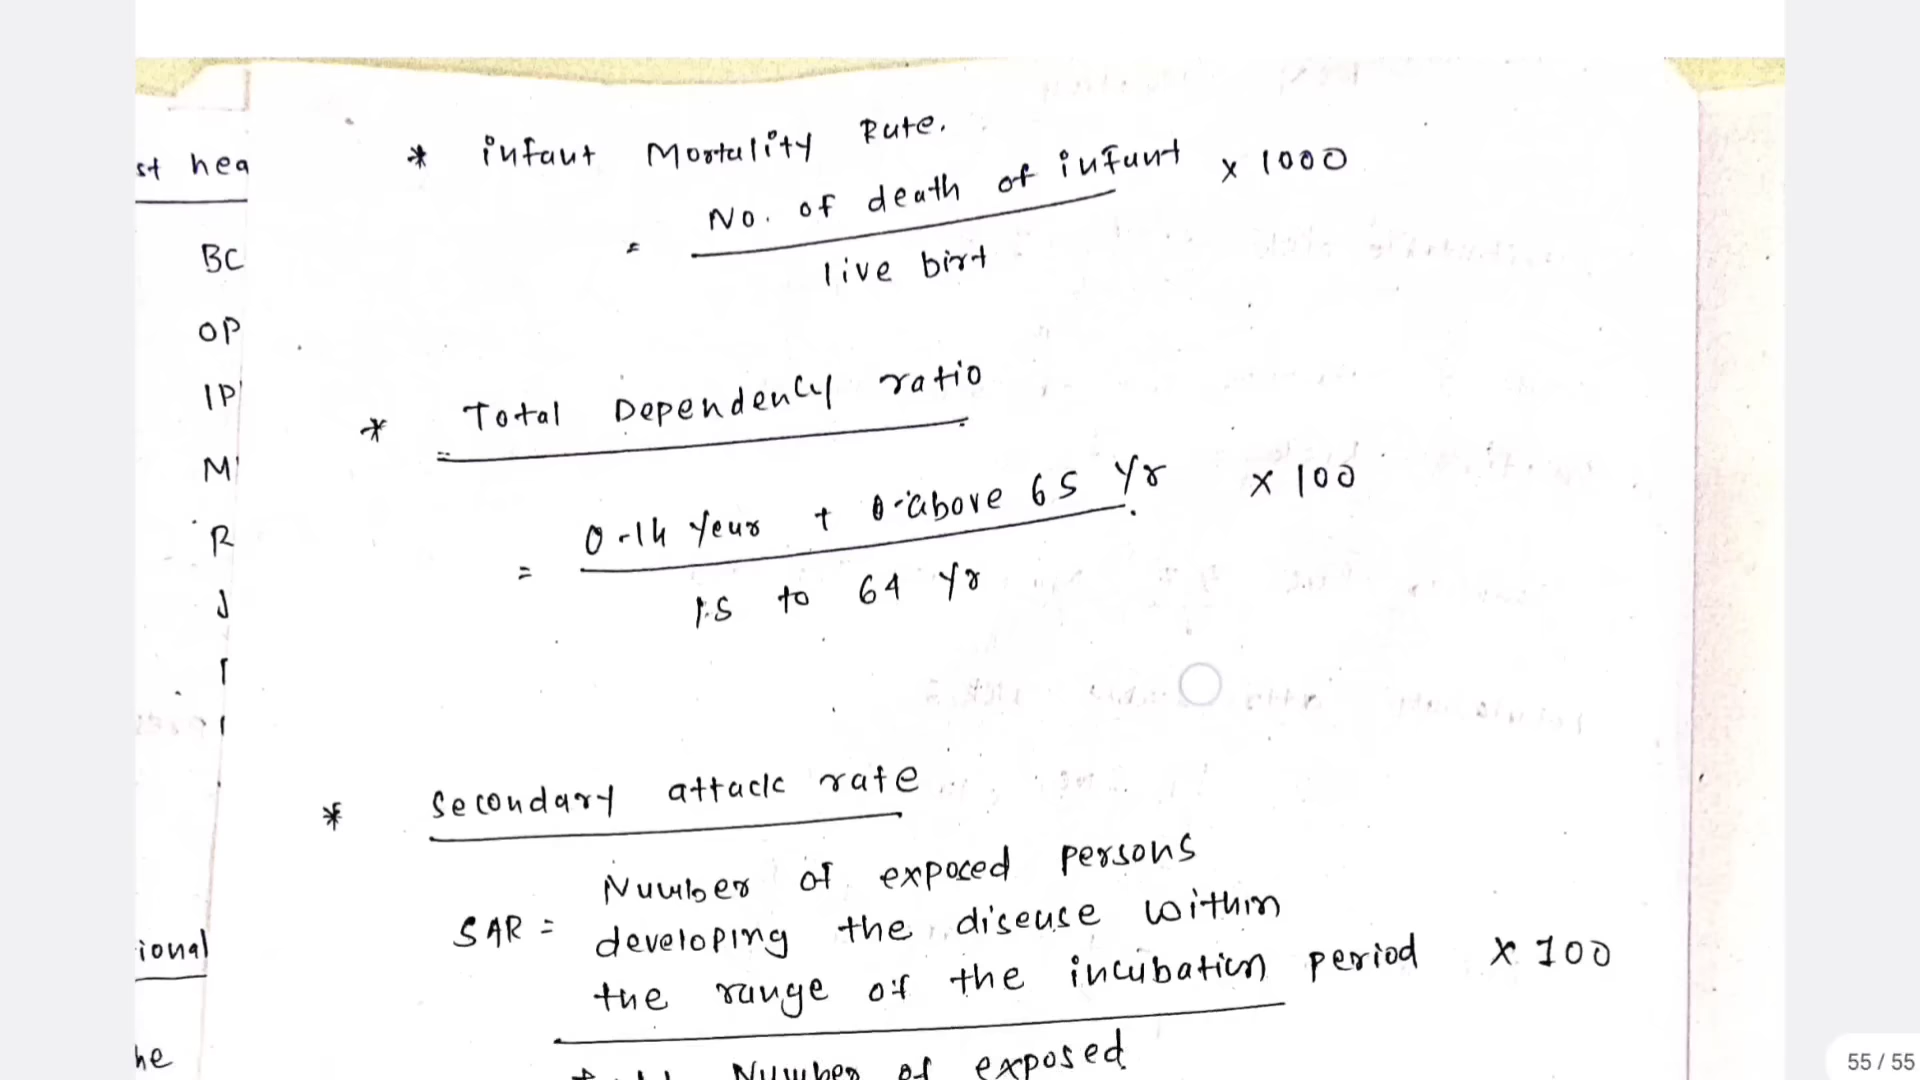 st hea
BC
OP
IP
M
R
J
ional
he
* infant Mortality Rate.
= No. of death of infant x 1000
live birt
* Total Dependency ratio
= 0-14 year + 0-above 65 yr x 100
15 to 64 yr
* Secondary attack rate
SAR = Number of exposed persons
developing the disease within
the range of the incubation period x 100
Number of exposed
55 / 55